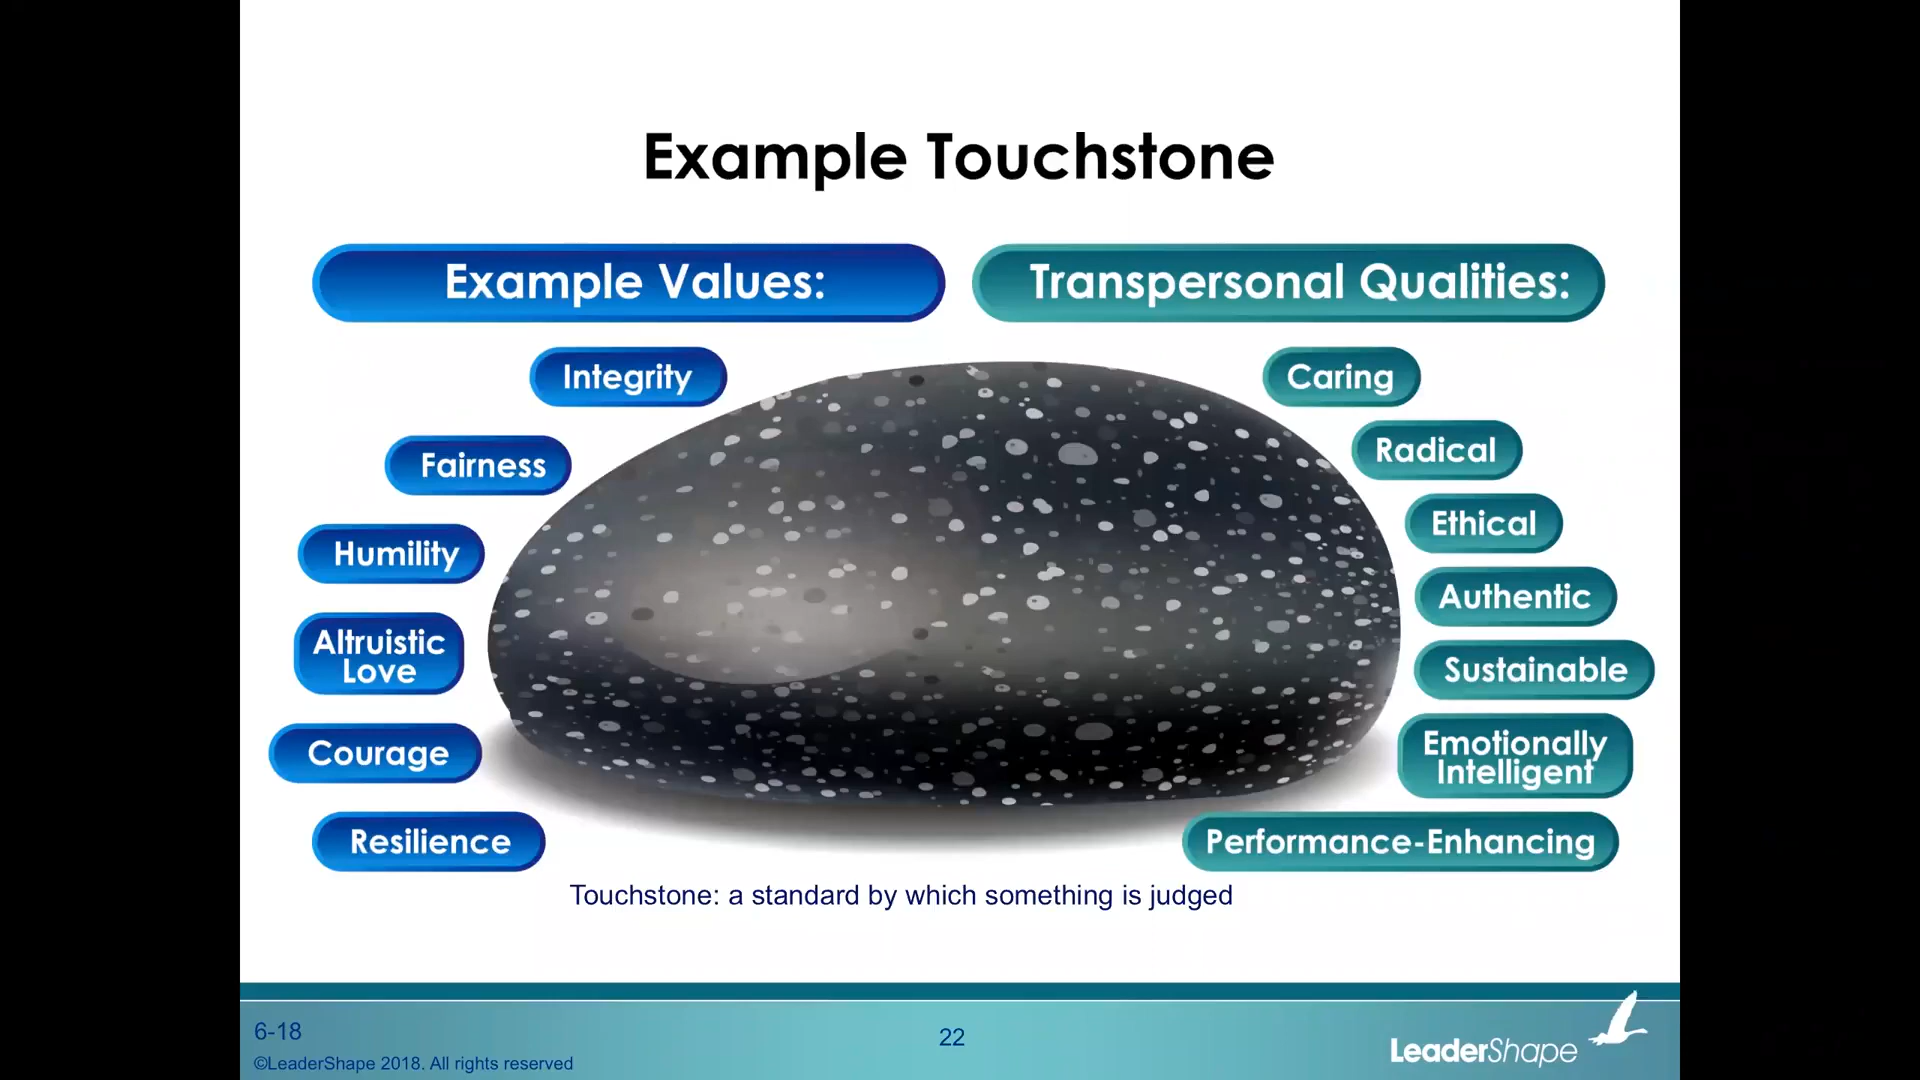 Example Touchstone
Example Values:
Transpersonal Qualities:
Integrity
Fairness
Humility
Altruistic
Love
Courage
Resilience
Caring
Radical
Ethical
Authentic
Sustainable
Emotionally
Intelligent
Performance-Enhancing
Touchstone: a standard by which something is judged
6-18
©LeaderShape 2018. All rights reserved
22
LeaderShape